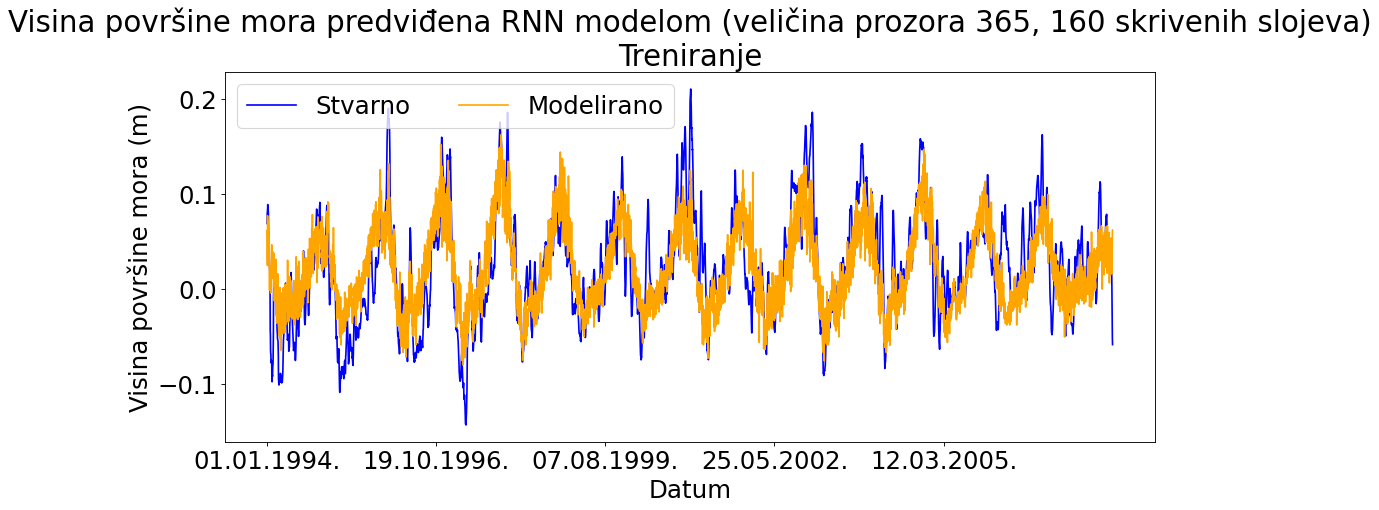 Visina površine mora predviđena RNN modelom (veličina prozora 365, 160 skrivenih slojeva)
Treniranje
Stvarno Modelirano
Visina površine mora (m)
0.2
0.1
0.0
−0.1
01.01.1994. 19.10.1996. 07.08.1999. 25.05.2002. 12.03.2005.
Datum